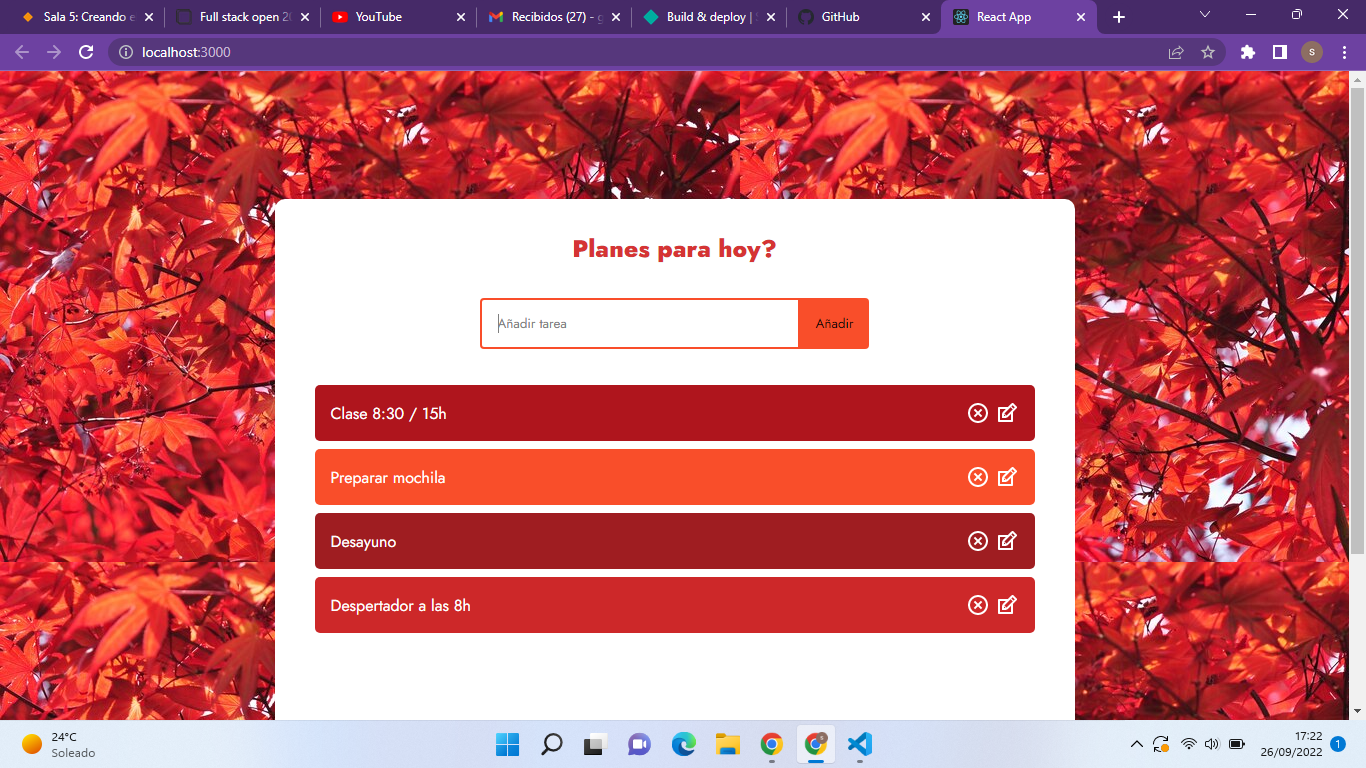 Sala 5: Creando e
Full stack open 20
YouTube
Recibidos (27) - g
Build & deploy |
GitHub
React App
localhost:3000
S
Planes para hoy?
Añadir tarea
Añadir
Clase 8:30 / 15h
Preparar mochila
Desayuno
Despertador a las 8h
24°C
Soleado
17:22
26/09/2022
1